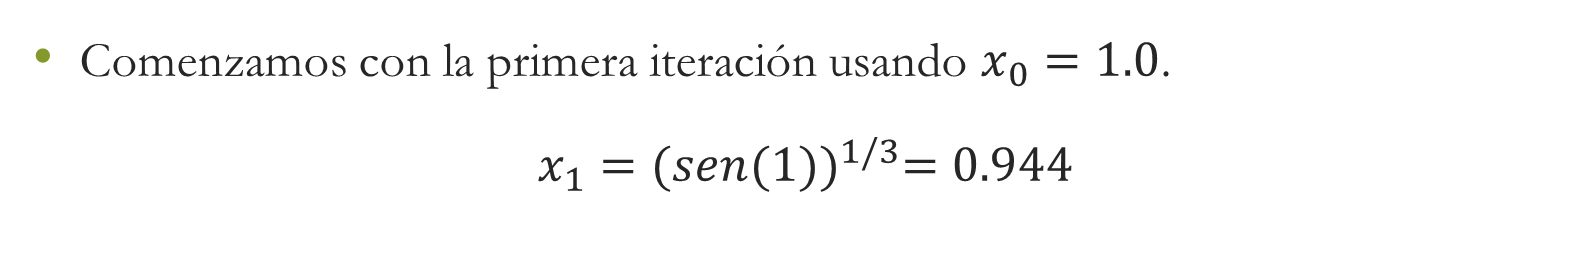 • Comenzamos con la primera iteración usando x₀ = 1.0.
x₁ = (sen(1))^{1/3} = 0.944